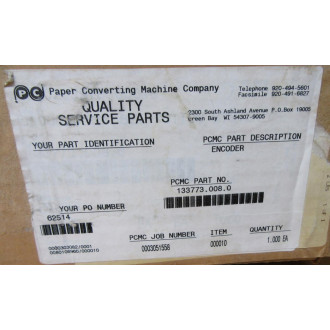 PC Paper Converting Machine Company
Telephone 920-494-5601
Facsimile 920-491-6827
QUALITY
SERVICE PARTS
2300 South Ashland Avenue P.O.Box 19005
Green Bay WI 54307-9005
YOUR PART IDENTIFICATION
PCMC PART DESCRIPTION
ENCODER
PCMC PART NO.
133773.008.0
YOUR PO NUMBER
62514
PCMC JOB NUMBER
0003051556
ITEM
000010
QUANTITY
1.000 EA